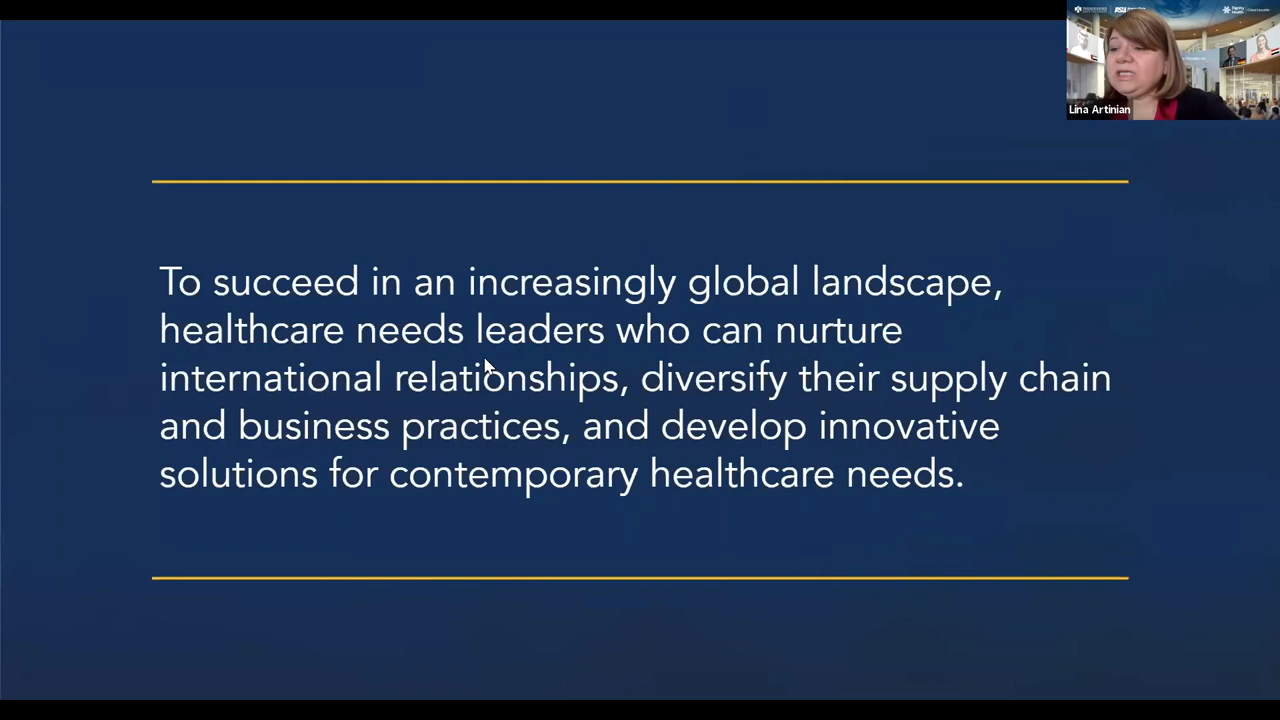 Lina Artinian
To succeed in an increasingly global landscape,
healthcare needs leaders who can nurture
international relationships, diversify their supply chain
and business practices, and develop innovative
solutions for contemporary healthcare needs.